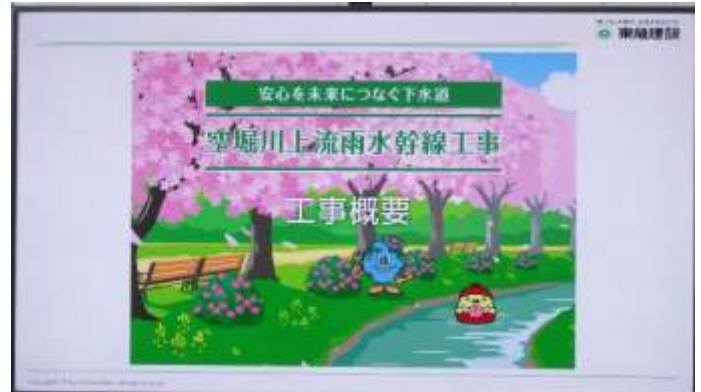 東急建設
安心を未来につなぐ下水道
空堀川上流雨水幹線工事
工事概要